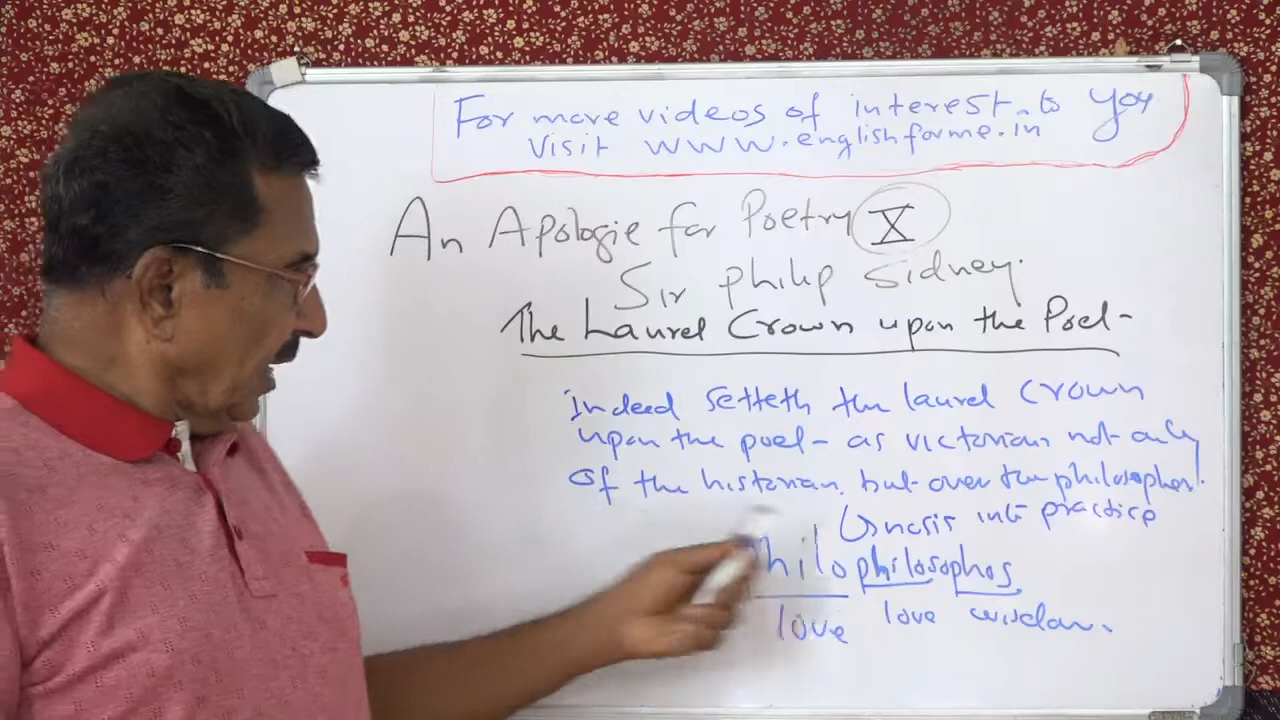 For more videos of interest to you
Visit www.englishforme.in
An Apologie for Poetry X
Sir Philip Sidney.
The Laurel Crown upon the Poet
indeed setteth the laurel crown
upon the poet as victorian not only
of the historian, but over the philosopher.
Gnosis into practice
Philophilosophos
love love wisdom.